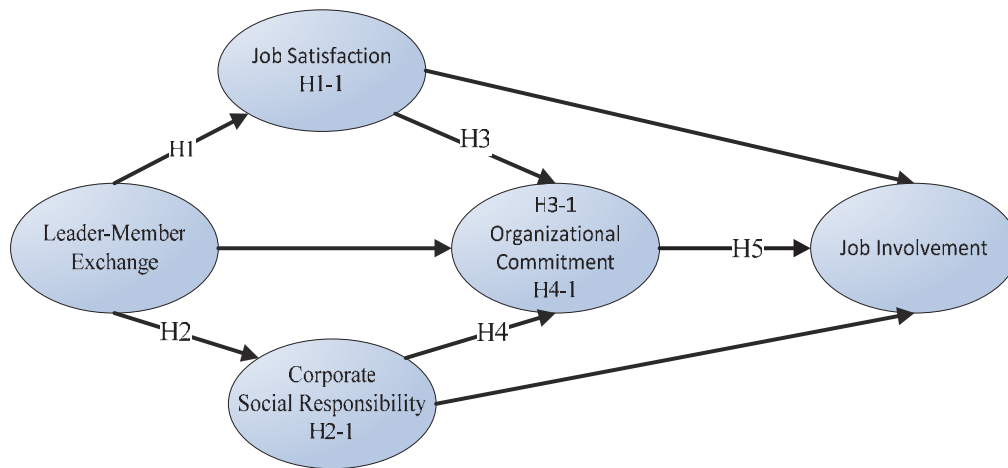 Job Satisfaction
H1-1
H1
H3
Leader-Member
Exchange
H3-1
Organizational
Commitment
H4-1
H5
Job Involvement
H2
H4
Corporate
Social Responsibility
H2-1